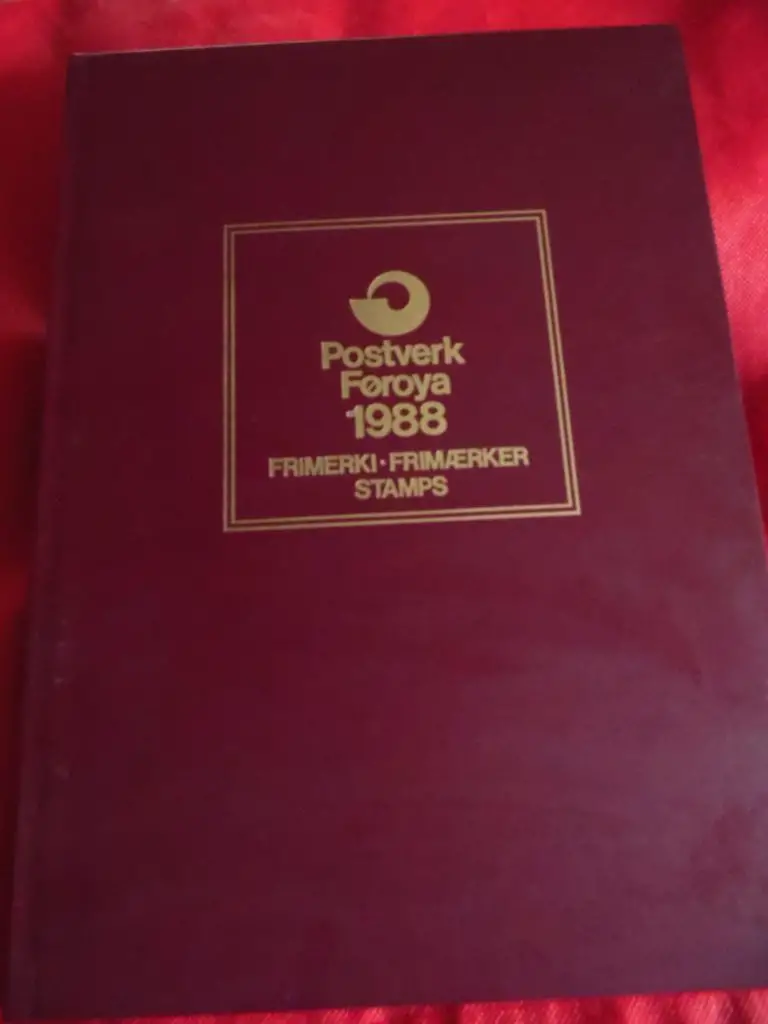 Postverk
Føroya
1988
FRIMERKI · FRIMÆRKER
STAMPS